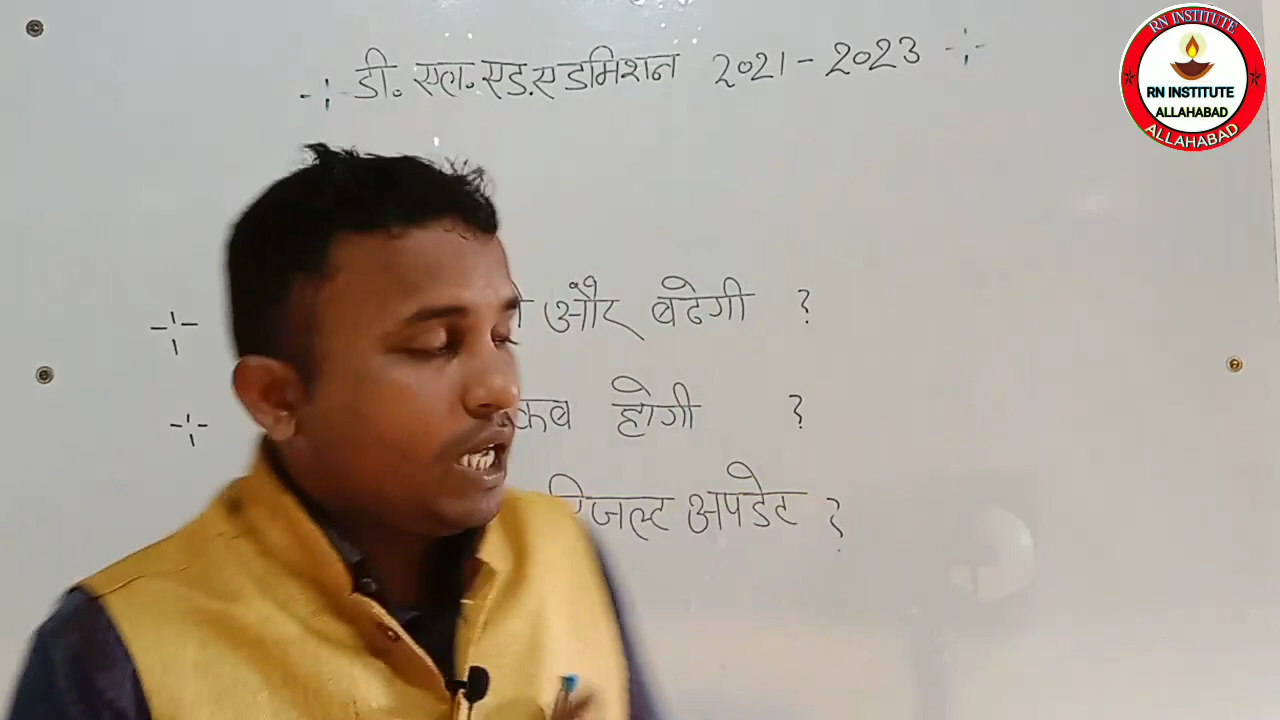 डी. एल. एड. एडमिशन 2021-2023
और बढेगी ?
कब होगी ?
रिजल्ट अपडेट ?
RN INSTITUTE
RN INSTITUTE
ALLAHABAD
ALLAHABAD